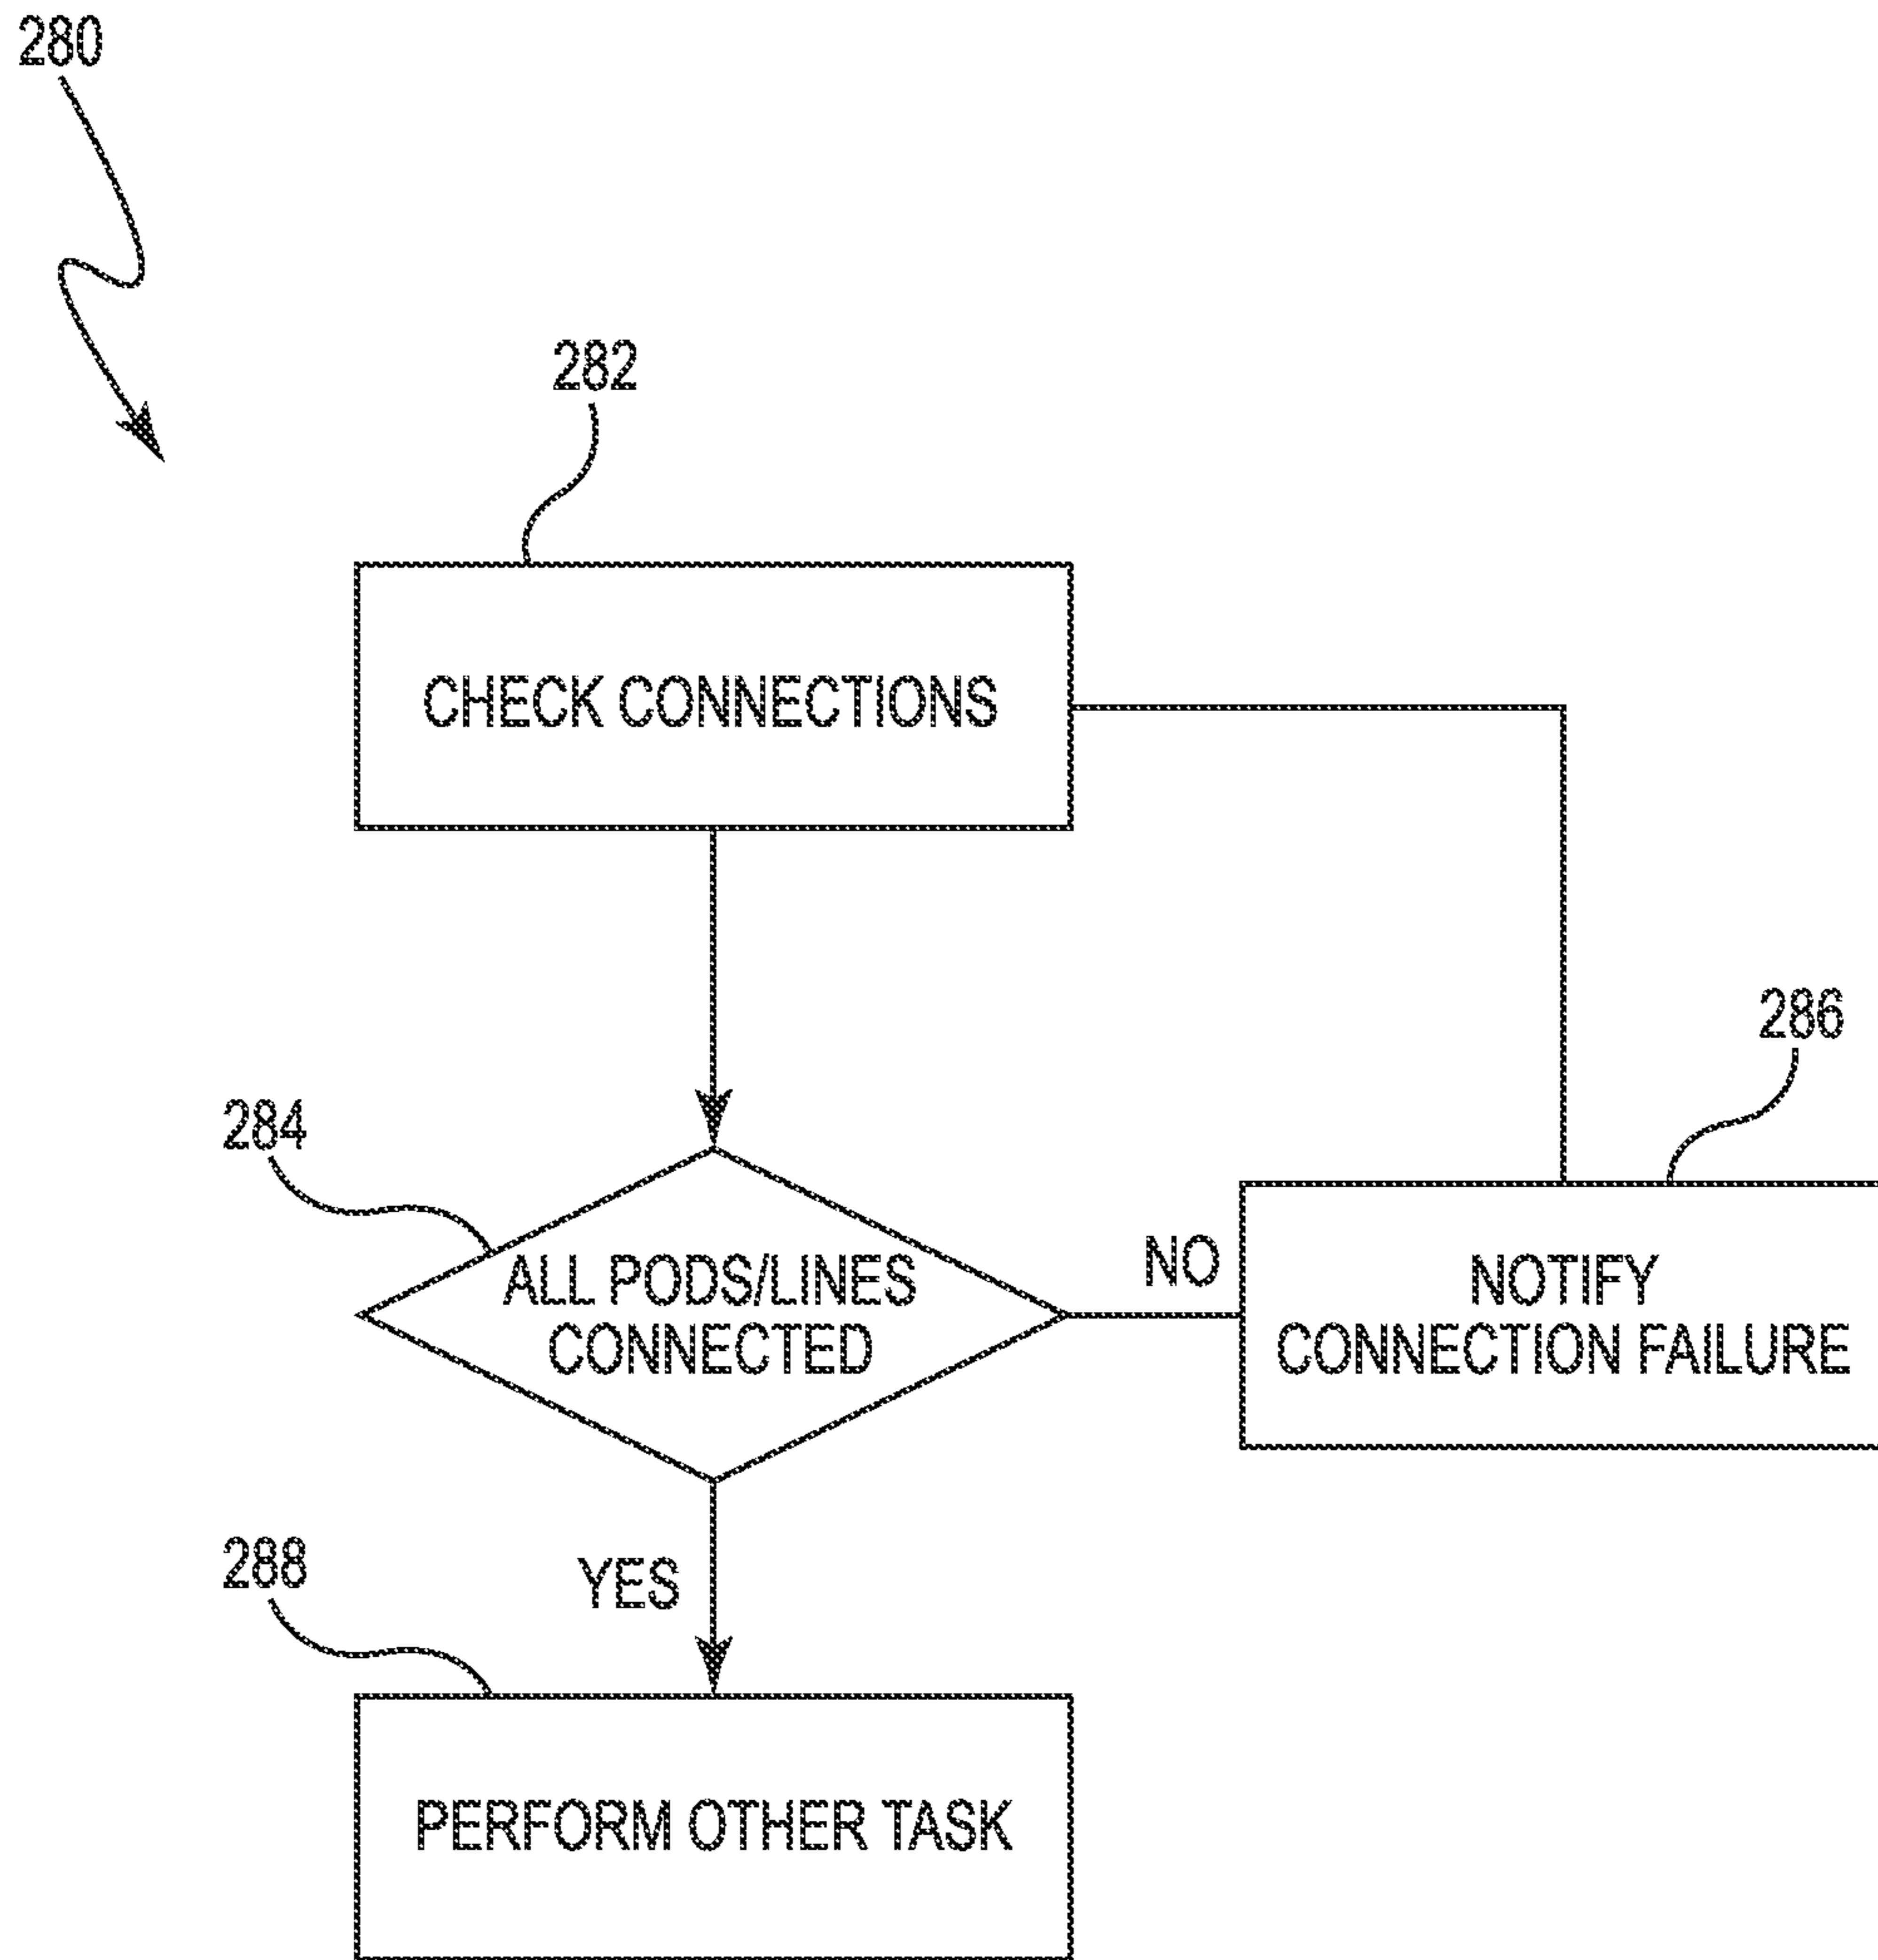 280
282
CHECK CONNECTIONS
286
284
ALL PODS/LINES
CONNECTED
NO
NOTIFY
CONNECTION FAILURE
288
YES
PERFORM OTHER TASK